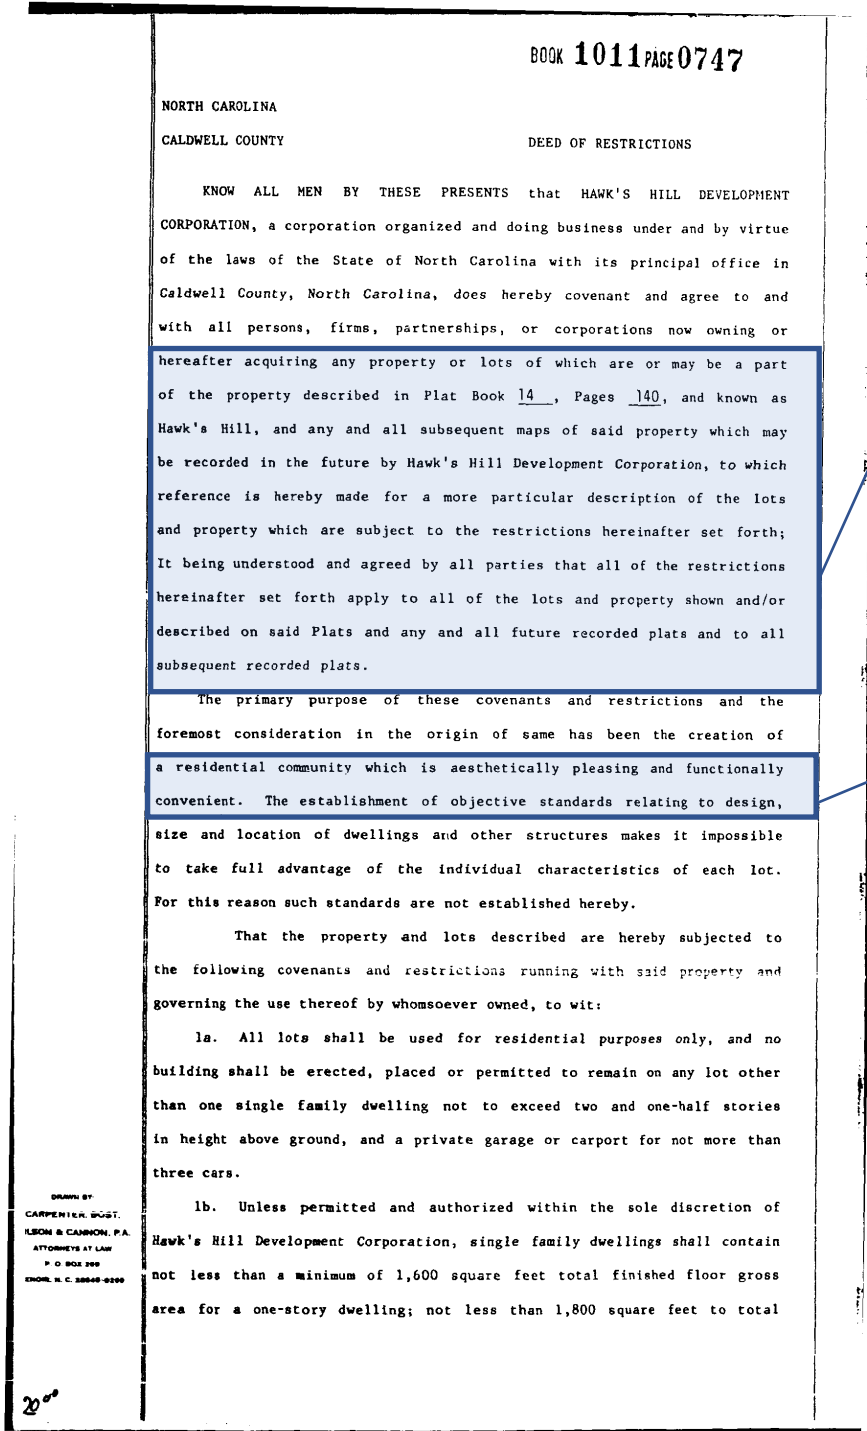 BOOK 1011 PAGE 0747
NORTH CAROLINA
CALDWELL COUNTY DEED OF RESTRICTIONS
KNOW ALL MEN BY THESE PRESENTS that HAWK'S HILL DEVELOPMENT
CORPORATION, a corporation organized and doing business under and by virtue
of the laws of the State of North Carolina with its principal office in
Caldwell County, North Carolina, does hereby covenant and agree to and
with all persons, firms, partnerships, or corporations now owning or
hereafter acquiring any property or lots of which are or may be a part
of the property described in Plat Book 14, Pages 140, and known as
Hawk's Hill, and any and all subsequent maps of said property which may
be recorded in the future by Hawk's Hill Development Corporation, to which
reference is hereby made for a more particular description of the lots
and property which are subject to the restrictions hereinafter set forth;
It being understood and agreed by all parties that all of the restrictions
hereinafter set forth apply to all of the lots and property shown and/or
described on said Plats and any and all future recorded plats and to all
subsequent recorded plats.
The primary purpose of these covenants and restrictions and the
foremost consideration in the origin of same has been the creation of
a residential community which is aesthetically pleasing and functionally
convenient. The establishment of objective standards relating to design,
size and location of dwellings and other structures makes it impossible
to take full advantage of the individual characteristics of each lot.
For this reason such standards are not established hereby.
That the property and lots described are hereby subjected to
the following covenants and restrictions running with said property and
governing the use thereof by whomsoever owned, to wit:
1a. All lots shall be used for residential purposes only, and no
building shall be erected, placed or permitted to remain on any lot other
than one single family dwelling not to exceed two and one-half stories
in height above ground, and a private garage or carport for not more than
three cars.
1b. Unless permitted and authorized within the sole discretion of
Hawk's Hill Development Corporation, single family dwellings shall contain
not less than a minimum of 1,600 square feet total finished floor gross
area for a one-story dwelling; not less than 1,800 square feet to total
DRAWN BY
CARPENTER, BOST,
LSON & CANNON, P.A.
ATTORNEYS AT LAW
P O BOX 
N. C.
20 00